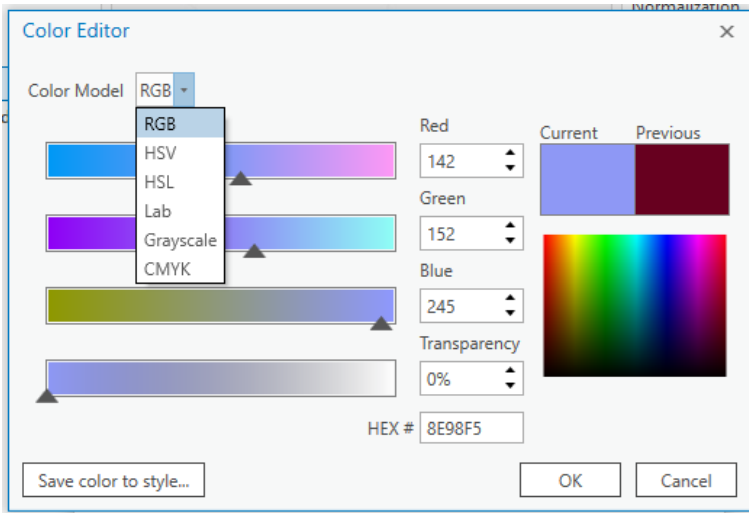 Normalization
Color Editor
Color Model RGB
RGB
HSV
HSL
Lab
Grayscale
CMYK
Red
142
Green
152
Blue
245
Transparency
0%
HEX # 8E98F5
Current Previous
Save color to style...
OK Cancel